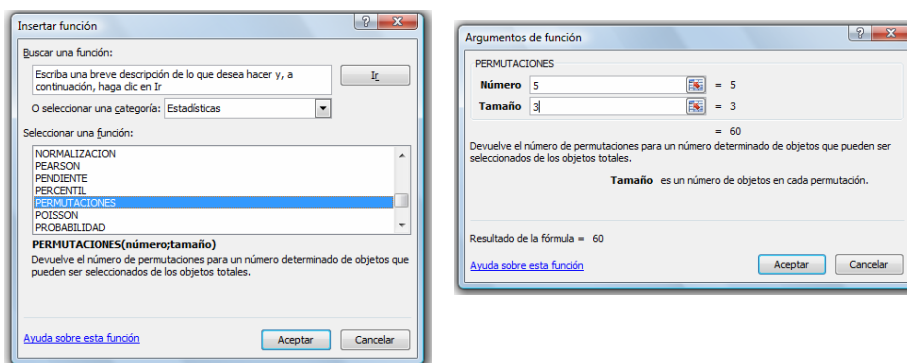 Insertar función
Buscar una función:
Escriba una breve descripción de lo que desea hacer y, a
continuación, haga clic en Ir
Ir
O seleccionar una categoría: Estadísticas
Seleccionar una función:
NORMALIZACION
PEARSON
PENDIENTE
PERCENTIL
PERMUTACIONES
POISSON
PROBABILIDAD
PERMUTACIONES(número;tamaño)
Devuelve el número de permutaciones para un número determinado de objetos que
pueden ser seleccionados de los objetos totales.
Ayuda sobre esta función
Aceptar
Cancelar
Argumentos de función
PERMUTACIONES
Número 5 = 5
Tamaño 3 = 3
= 60
Devuelve el número de permutaciones para un número determinado de objetos que pueden ser
seleccionados de los objetos totales.
Tamaño es un número de objetos en cada permutación.
Resultado de la fórmula = 60
Ayuda sobre esta función
Aceptar
Cancelar